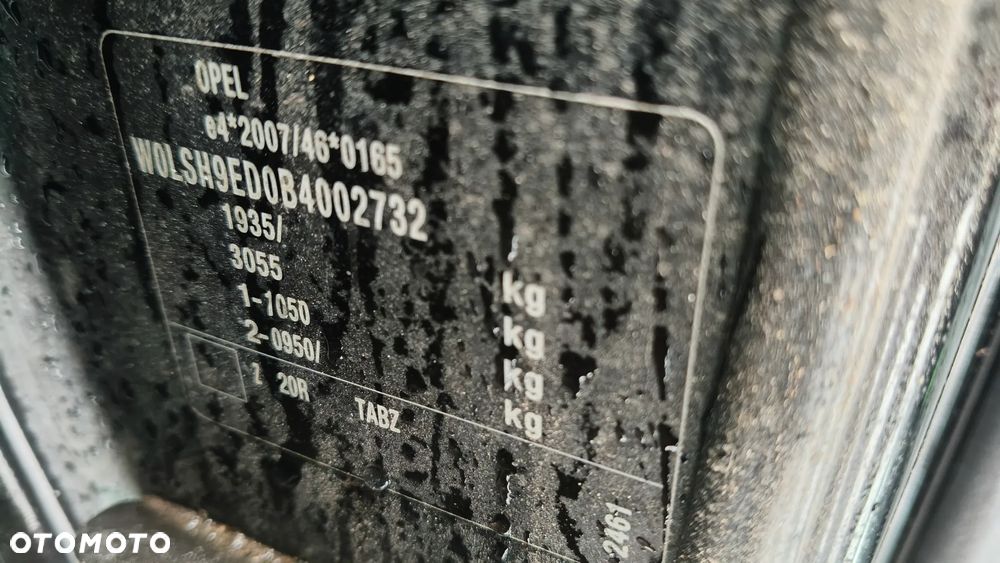 OPEL
e4*2007/46*0165
W0LSH9ED0B4002732
1935/ kg
3055 kg
1-1050 kg
2-0950/ kg
Z 20R TABZ
2461
OTOMOTO